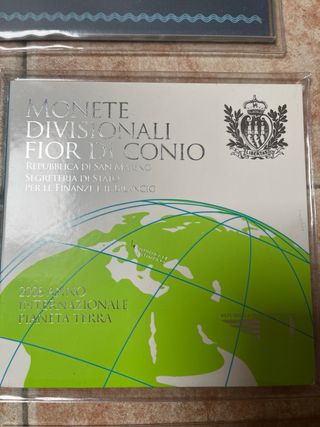 MONETE
DIVISIONALI
FIOR DI CONIO
REPUBBLICA DI SAN MARINO
SEGRETERIA DI STATO
PER LE FINANZE E IL BILANCIO
LIBERTAS
2008 ANNO
INTERNAZIONALE
PIANETA TERRA